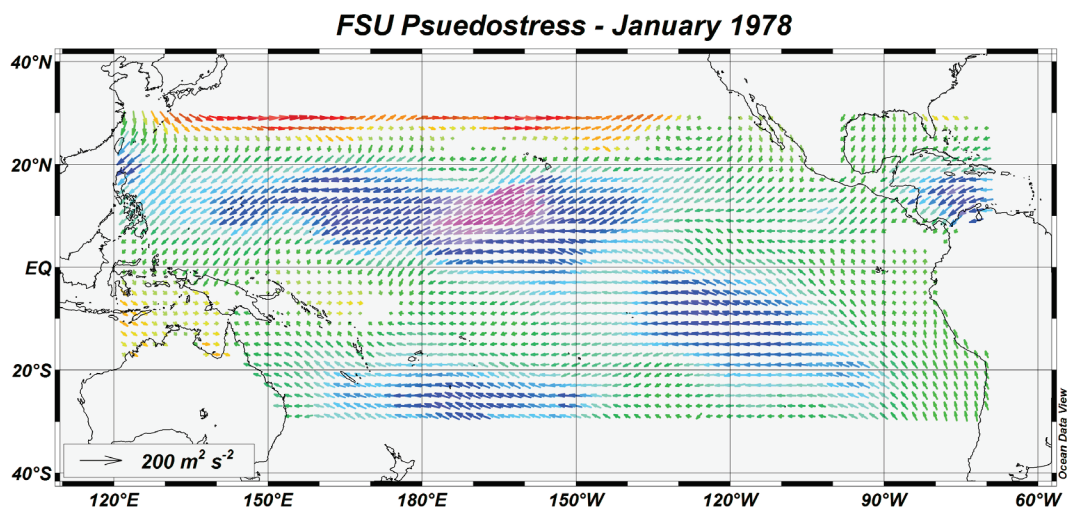 FSU Psuedostress - January 1978
40°N
20°N
EQ
20°S
40°S
200 m² s⁻²
Ocean Data View
120°E
150°E
180°E
150°W
120°W
90°W
60°W